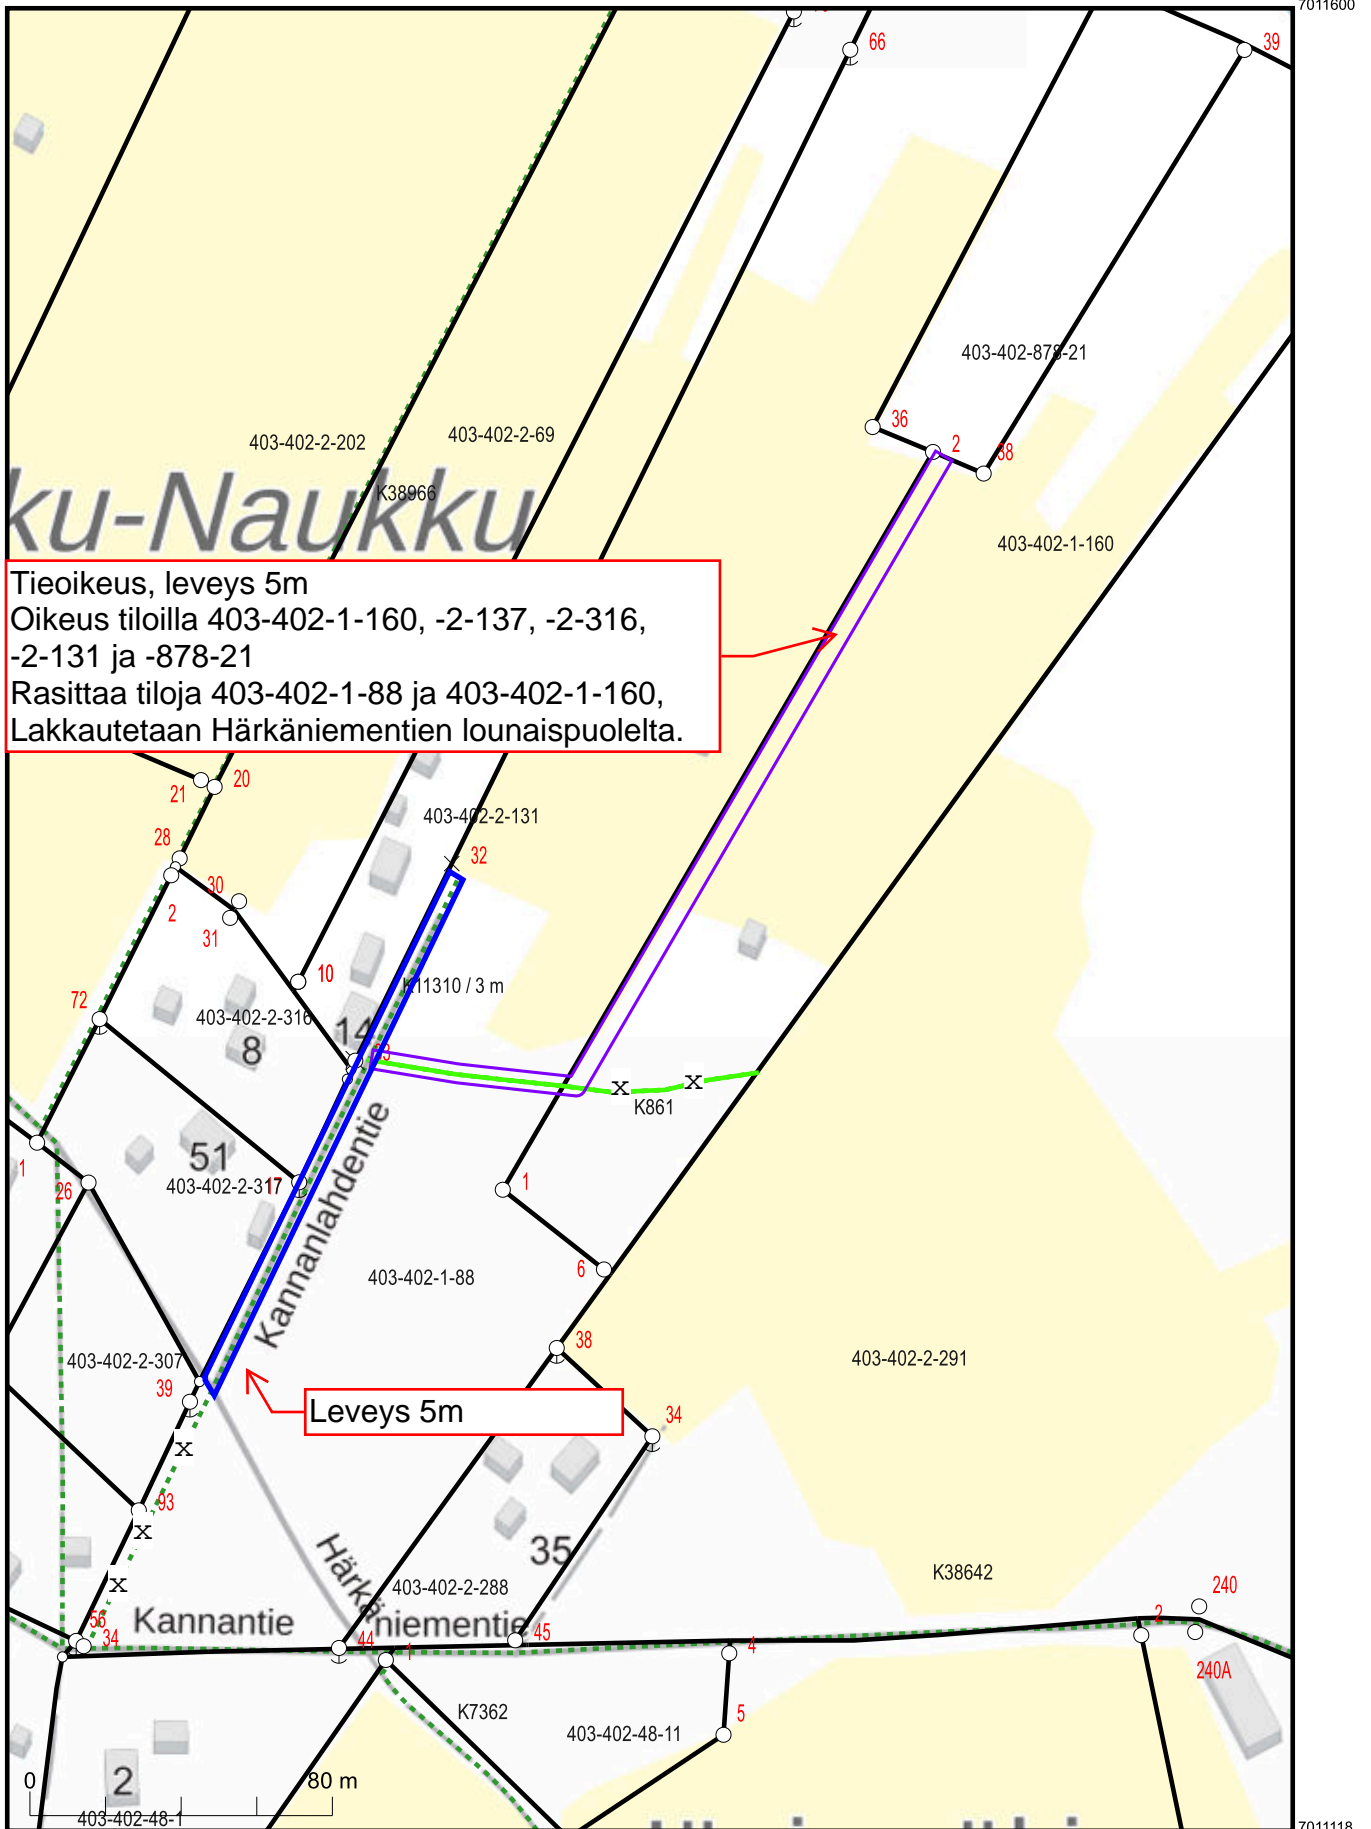 7011600
66
39
403-402-878-21
36
2
38
403-402-2-202
403-402-2-69
K38966
ku-Naukku
403-402-1-160
Tieoikeus, leveys 5m
Oikeus tiloilla 403-402-1-160, -2-137, -2-316,
-2-131 ja -878-21
Rasittaa tiloja 403-402-1-88 ja 403-402-1-160,
Lakkautetaan Härkäniementien lounaispuolelta.
21
20
403-402-2-131
28
32
30
2
31
10
K11310 / 3 m
72
403-402-2-316
14
8
x
x
K861
Kannanlahdentie
51
1
26
403-402-2-317
17
1
403-402-1-88
6
38
403-402-2-307
403-402-2-291
39
Leveys 5m
34
x
93
x
35
x
Härkäniementie
403-402-2-288
K38642
240
56
34
Kannantie
44
1
45
4
2
240A
K7362
403-402-48-11
5
0
80 m
2
403-402-48-1
7011118